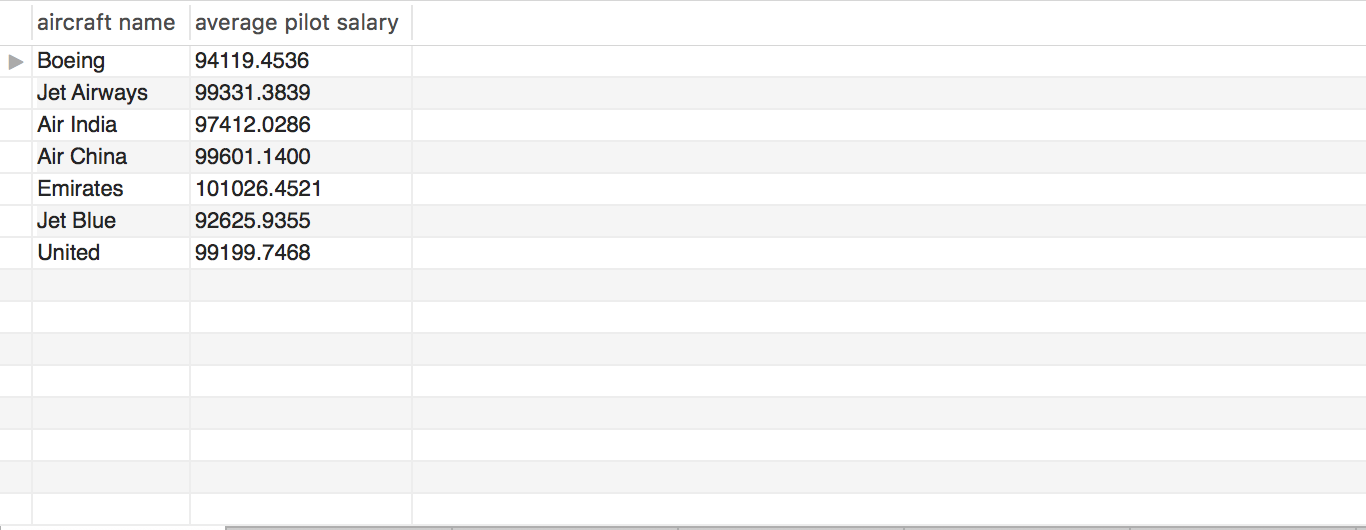 aircraft name average pilot salary
Boeing 94119.4536
Jet Airways 99331.3839
Air India 97412.0286
Air China 99601.1400
Emirates 101026.4521
Jet Blue 92625.9355
United 99199.7468